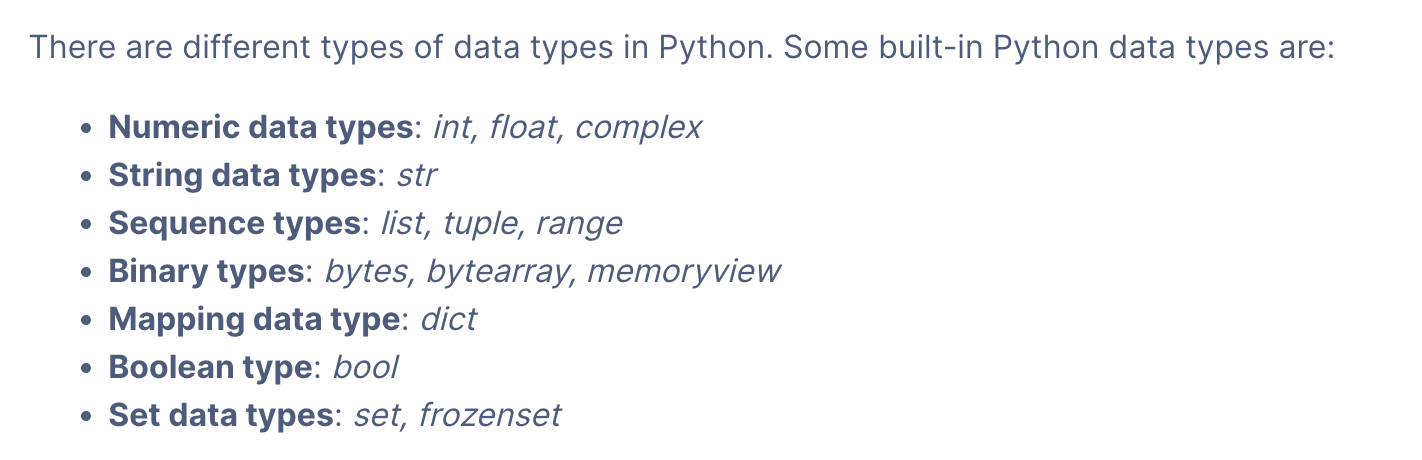 There are different types of data types in Python. Some built-in Python data types are:
• Numeric data types: int, float, complex
• String data types: str
• Sequence types: list, tuple, range
• Binary types: bytes, bytearray, memoryview
• Mapping data type: dict
• Boolean type: bool
• Set data types: set, frozenset